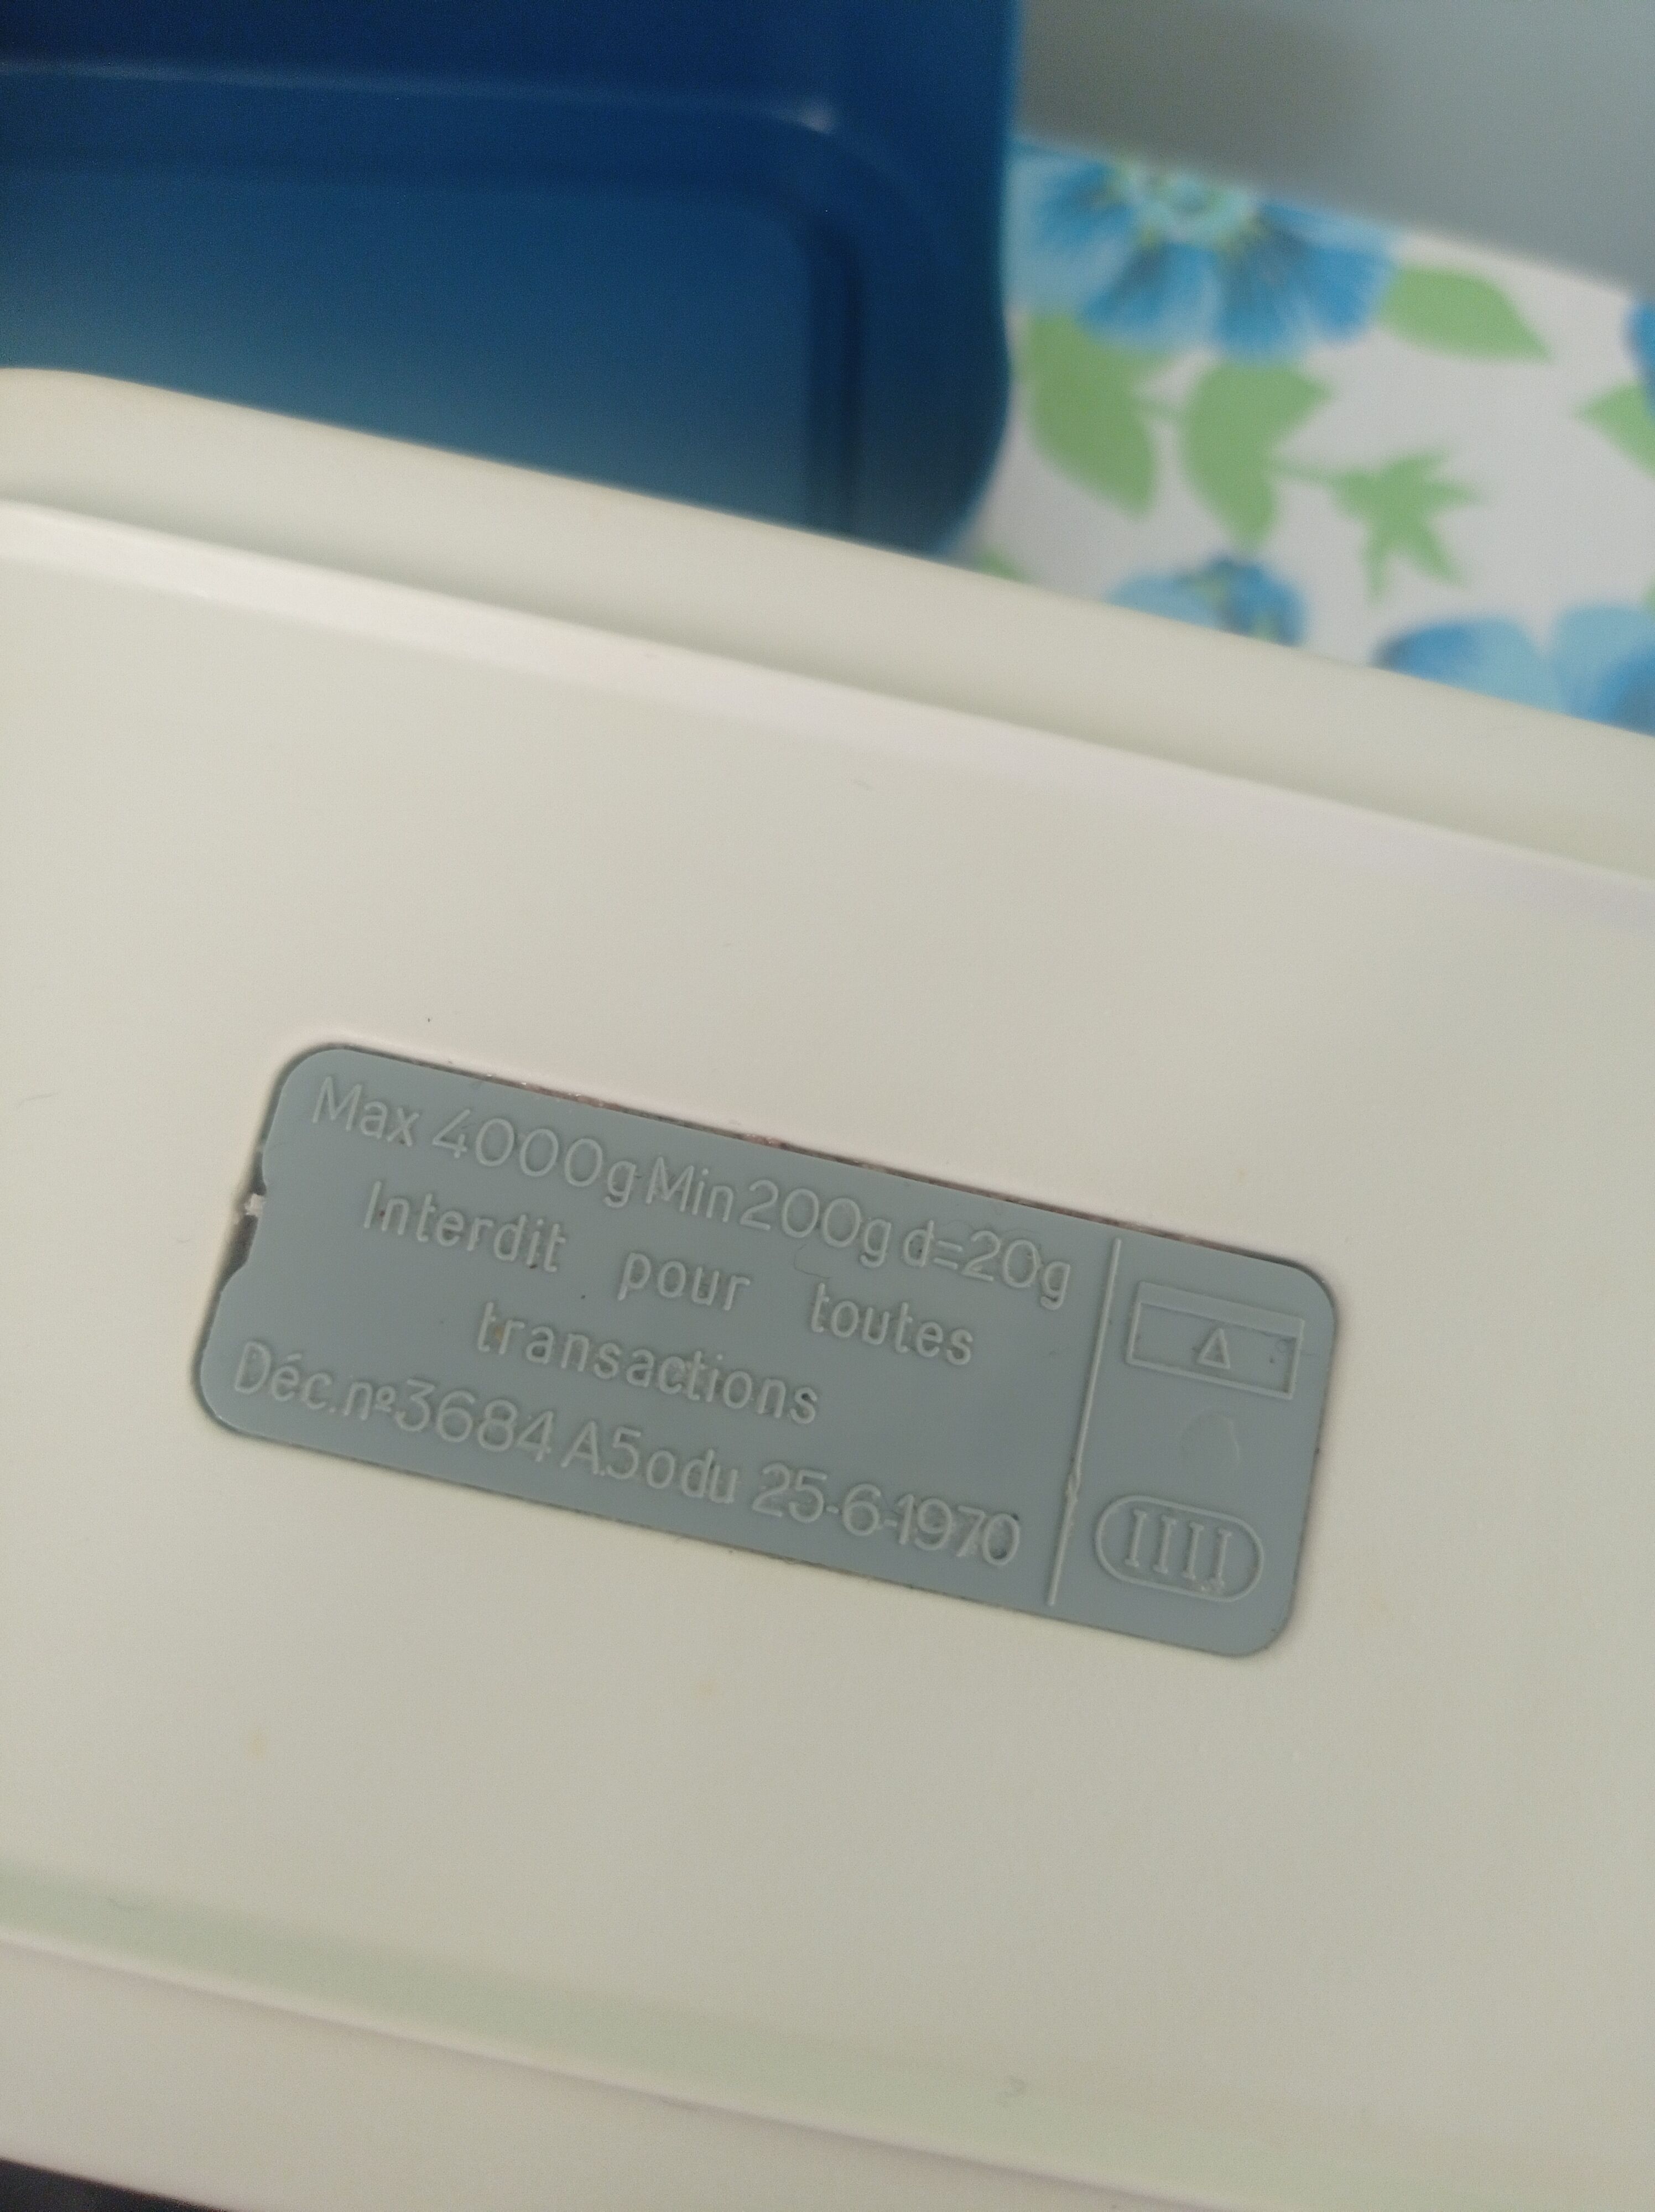 Max 4000g Min 200g d=20g
Interdit pour toutes
transactions
Déc.nº3684 A5o du 25-6-1970
IIII